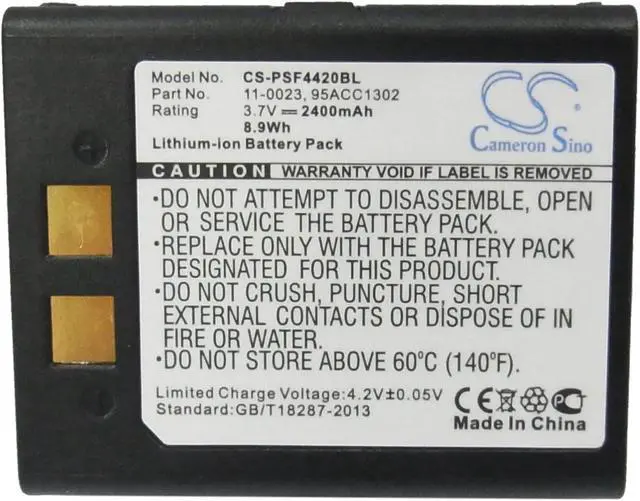 Model No. CS-PSF4420BL
Part No. 11-0023, 95ACC1302
Rating 3.7V⎓2400mAh
8.9Wh
Lithium-ion Battery Pack
CS
Cameron Sino
CAUTION WARRANTY VOID IF LABEL IS REMOVED
•DO NOT ATTEMPT TO DISASSEMBLE, OPEN
OR SERVICE THE BATTERY PACK.
•REPLACE ONLY WITH THE BATTERY PACK
DESIGNATED FOR THIS PRODUCT
•DO NOT CRUSH, PUNCTURE, SHORT
EXTERNAL CONTACTS OR DISPOSE OF IN
FIRE OR WATER.
•DO NOT STORE ABOVE 60°C (140°F).
Limited Charge Voltage:4.2V±0.05V
Standard:GB/T18287-2013
CE
Made In China